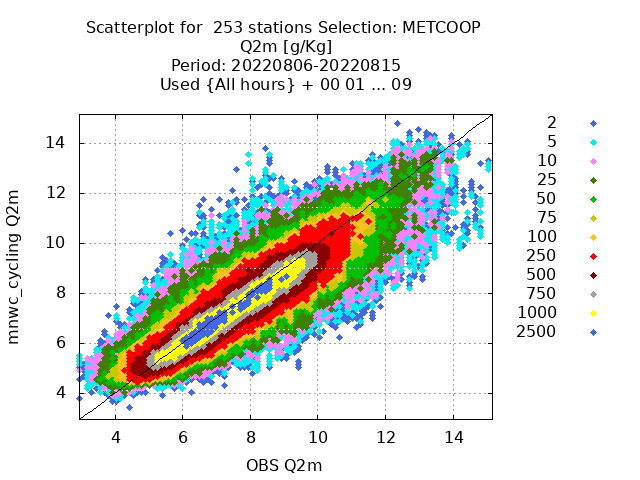 Scatterplot for  253 stations Selection: METCOOP
Q2m [g/Kg]
Period: 20220806-20220815
Used {All hours} + 00 01 ... 09
mnwc_cycling Q2m
14
12
10
8
6
4
4 6 8 10 12 14
OBS Q2m
2
5
10
25
50
75
100
250
500
750
1000
2500